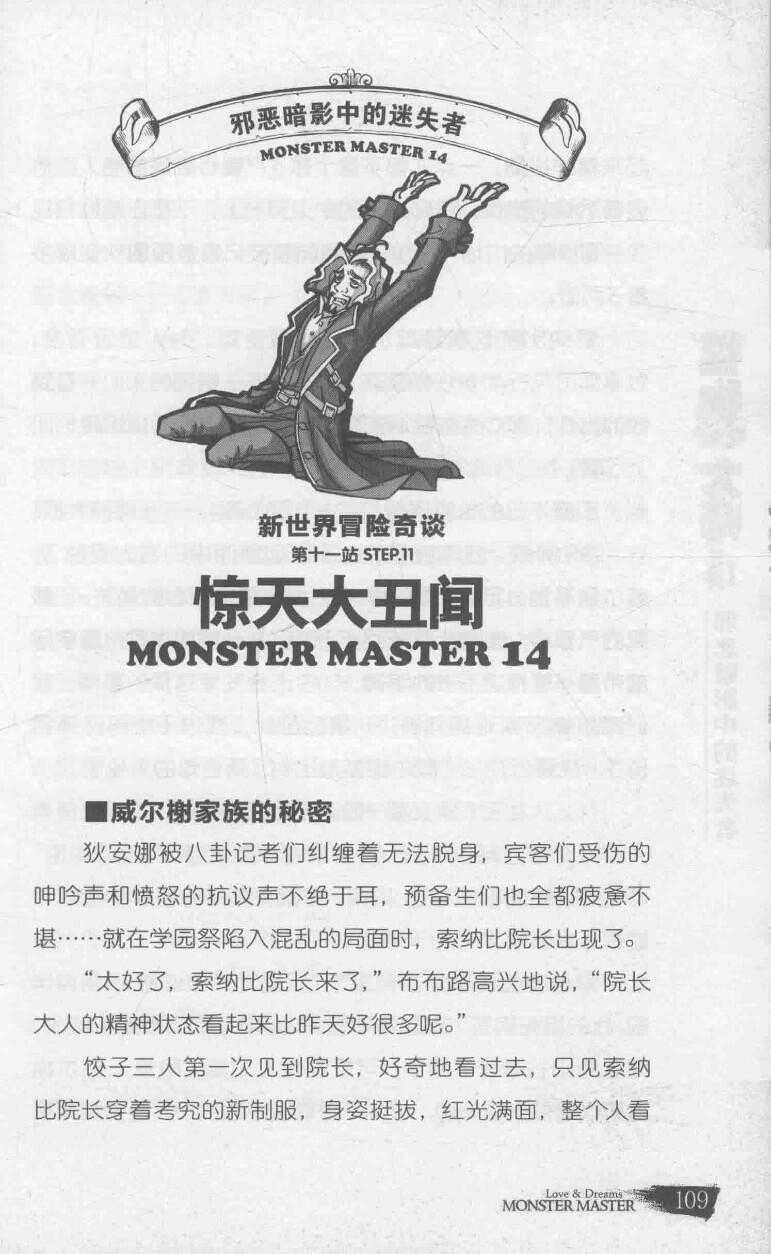 邪恶暗影中的迷失者
MONSTER MASTER 14
新世界冒险奇谈
第十一站 STEP.11
惊天大丑闻
MONSTER MASTER 14
■威尔榭家族的秘密
狄安娜被八卦记者们纠缠着无法脱身，宾客们受伤的
呻吟声和愤怒的抗议声不绝于耳，预备生们也全都疲惫不
堪……就在学园祭陷入混乱的局面时，索纳比院长出现了。
“太好了，索纳比院长来了，”布布路高兴地说，“院长
大人的精神状态看起来比昨天好很多呢。”
饺子三人第一次见到院长，好奇地看过去，只见索纳
比院长穿着考究的新制服，身姿挺拔，红光满面，整个人看
Love & Dreams
MONSTER MASTER 109